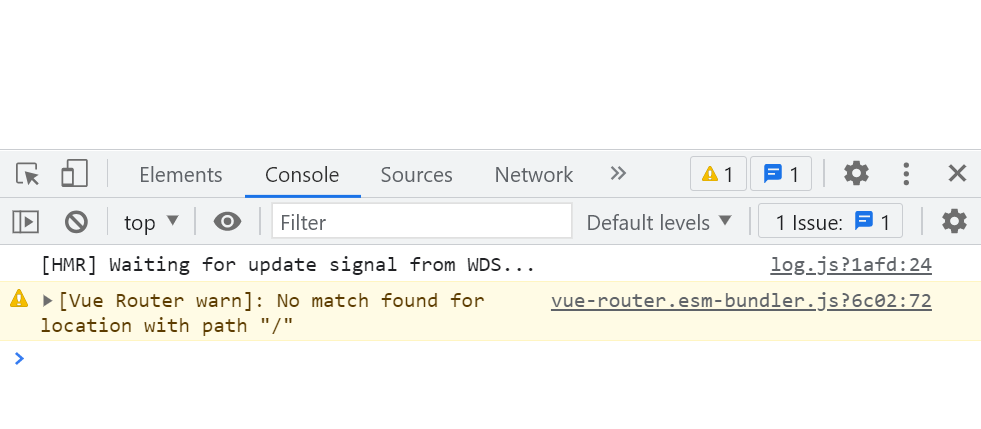 Elements Console Sources Network » 1 1
top Filter Default levels 1 Issue: 1
[HMR] Waiting for update signal from WDS... log.js?1afd:24
[Vue Router warn]: No match found for vue-router.esm-bundler.js?6c02:72
location with path "/"